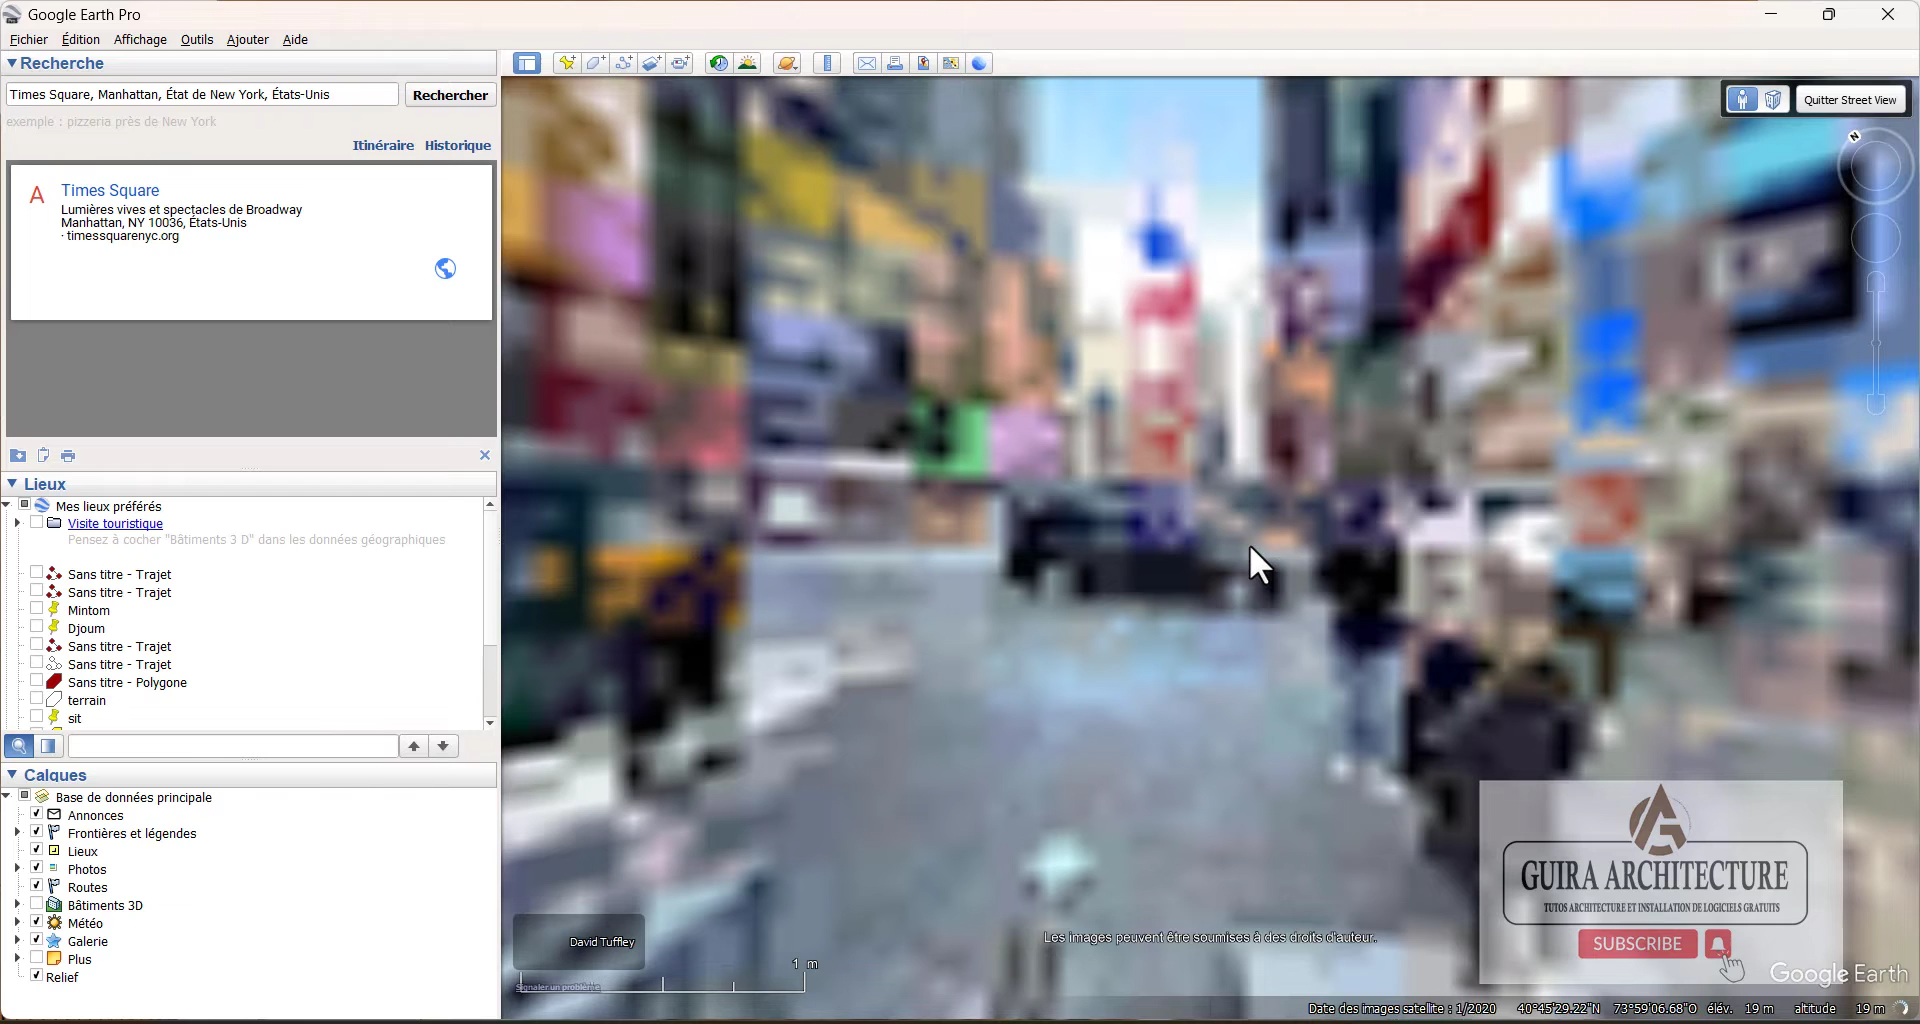 Google Earth Pro
Fichier Édition Affichage Outils Ajouter Aide
Recherche
Times Square, Manhattan, État de New York, États-Unis
Rechercher
exemple : pizzeria près de New York
Itinéraire Historique
A
Times Square
Lumières vives et spectacles de Broadway
Manhattan, NY 10036, États-Unis
· timessquarenyc.org
Lieux
Mes lieux préférés
Visite touristique
Pensez à cocher "Bâtiments 3 D" dans les données géographiques
Sans titre - Trajet
Sans titre - Trajet
Mintom
Djoum
Sans titre - Trajet
Sans titre - Trajet
Sans titre - Polygone
terrain
sit
Calques
Base de données principale
Annonces
Frontières et légendes
Lieux
Photos
Routes
Bâtiments 3D
Météo
Galerie
Plus
Relief
Quitter Street View
N
GUIRA ARCHITECTURE
TUTOS ARCHITECTURE ET INSTALLATION DE LOGICIELS GRATUITS
SUBSCRIBE
David Tuffley
Les images peuvent être soumises à des droits d'auteur.
1 m
Signaler un problème
Google Earth
Date des images satellite : 1/2020 40°45'29.22"N 73°59'06.68"O élév. 19 m altitude 19 m